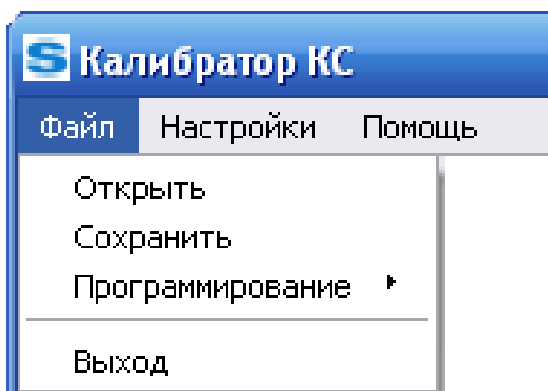 S Калибратор КС
Файл Настройки Помощь
Открыть
Сохранить
Программирование
Выход